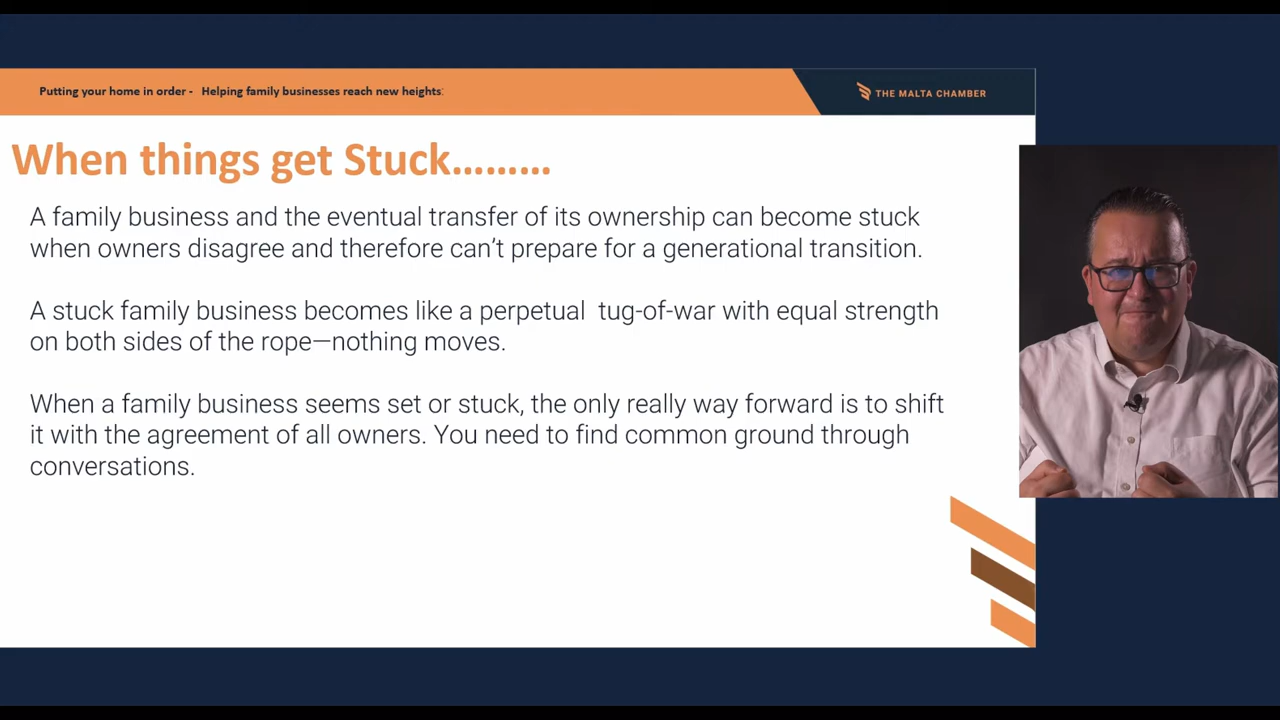 Putting your home in order -   Helping family businesses reach new heights:
THE MALTA CHAMBER
When things get Stuck.........
A family business and the eventual transfer of its ownership can become stuck
when owners disagree and therefore can’t prepare for a generational transition.
A stuck family business becomes like a perpetual  tug-of-war with equal strength
on both sides of the rope—nothing moves.
When a family business seems set or stuck, the only really way forward is to shift
it with the agreement of all owners. You need to find common ground through
conversations.